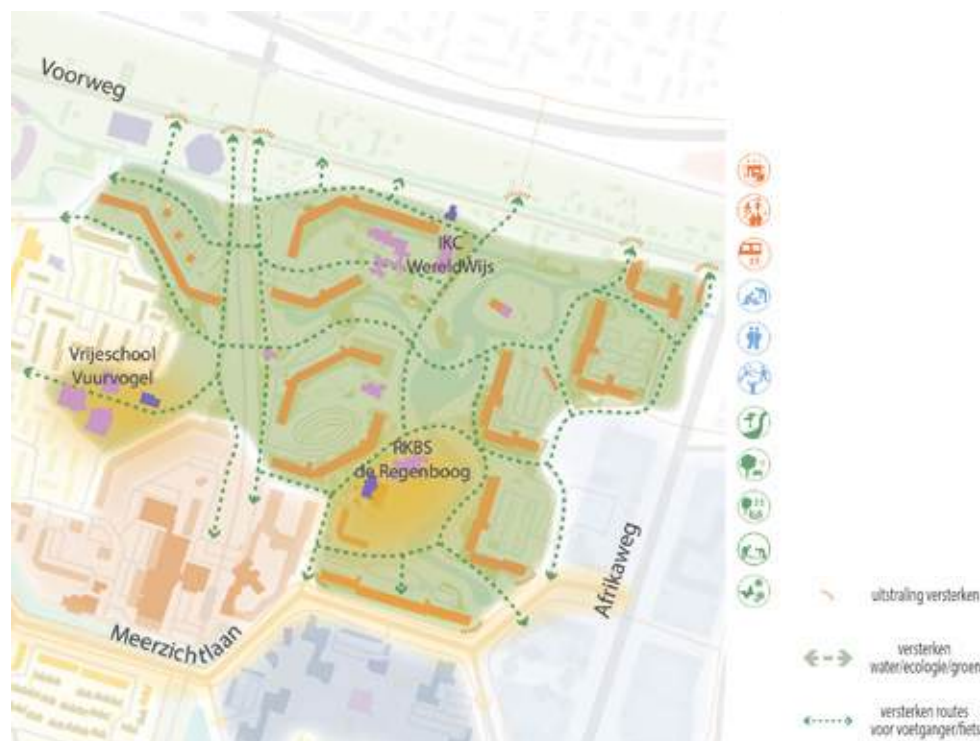 Voorweg
IKC
WereldWijs
Vrijeschool
Vuurvogel
RKBS
de Regenboog
Afrikaweg
Meerzichtlaan
uitstraling versterken
versterken
water/ecologie/groen
versterken routes
voor voetganger/fiets